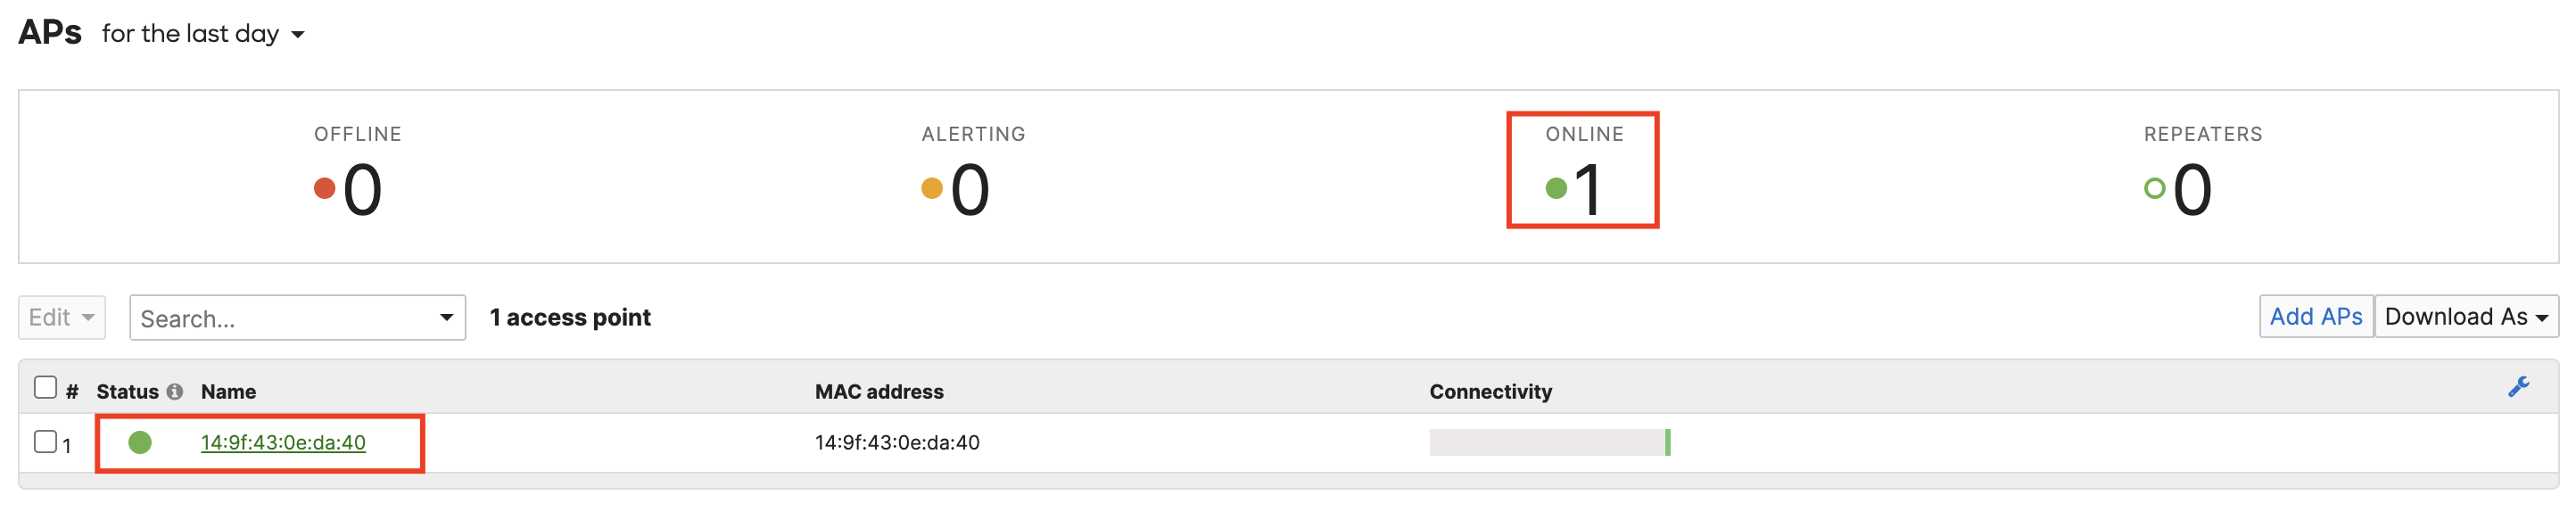 APs for the last day
OFFLINE ALERTING ONLINE REPEATERS
0 0 1 0
Edit Search... 1 access point Add APs Download As
# Status Name MAC address Connectivity
1 14:9f:43:0e:da:40 14:9f:43:0e:da:40